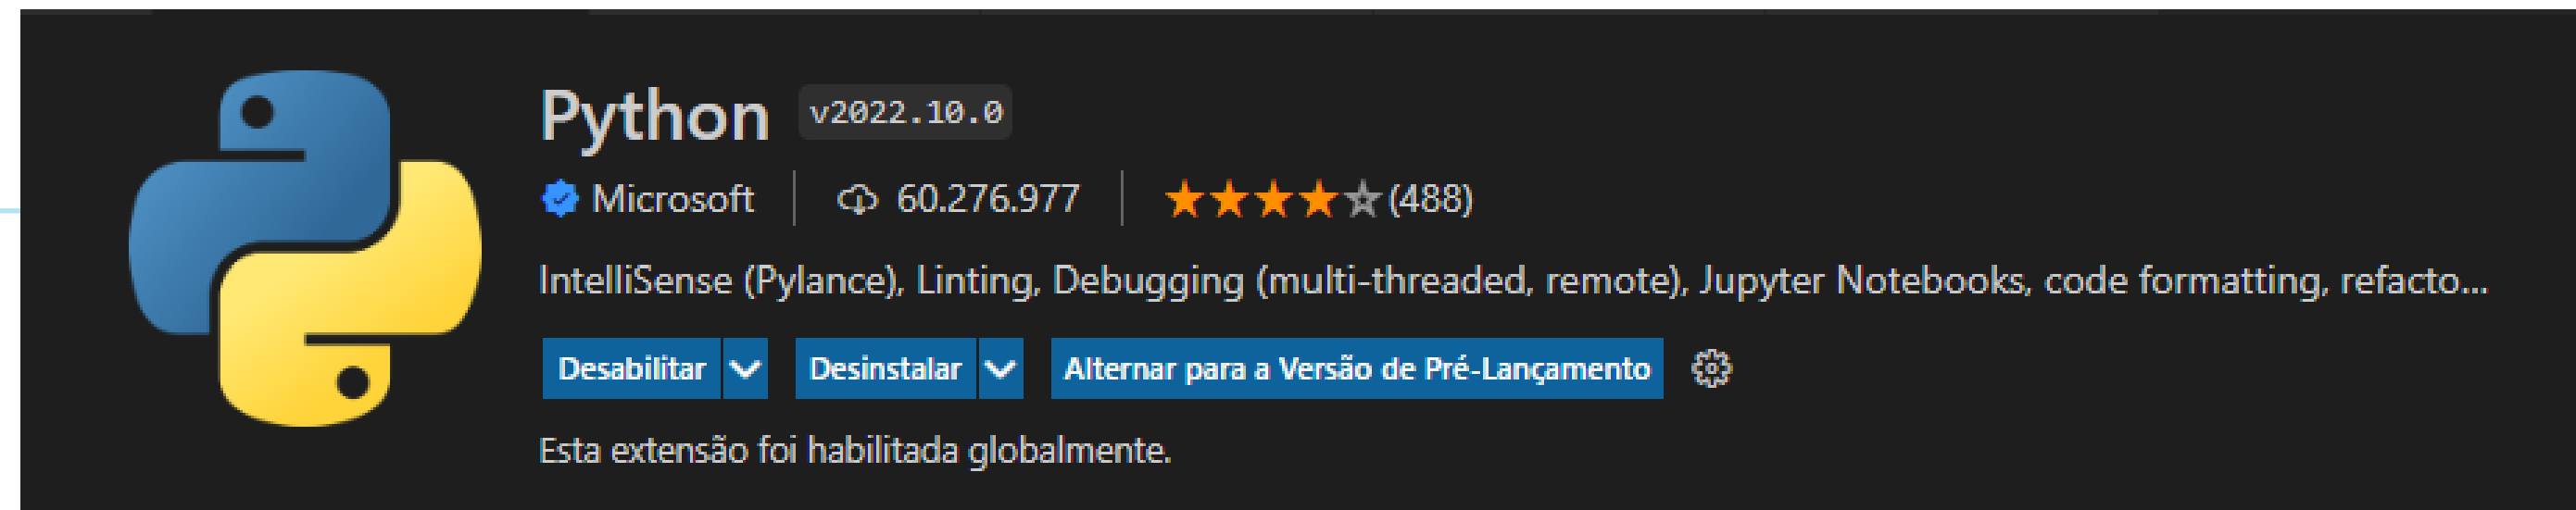 Python v2022.10.0
Microsoft 60.276.977 (488)
IntelliSense (Pylance), Linting, Debugging (multi-threaded, remote), Jupyter Notebooks, code formatting, refacto...
Desabilitar Desinstalar Alternar para a Versão de Pré-Lançamento
Esta extensão foi habilitada globalmente.